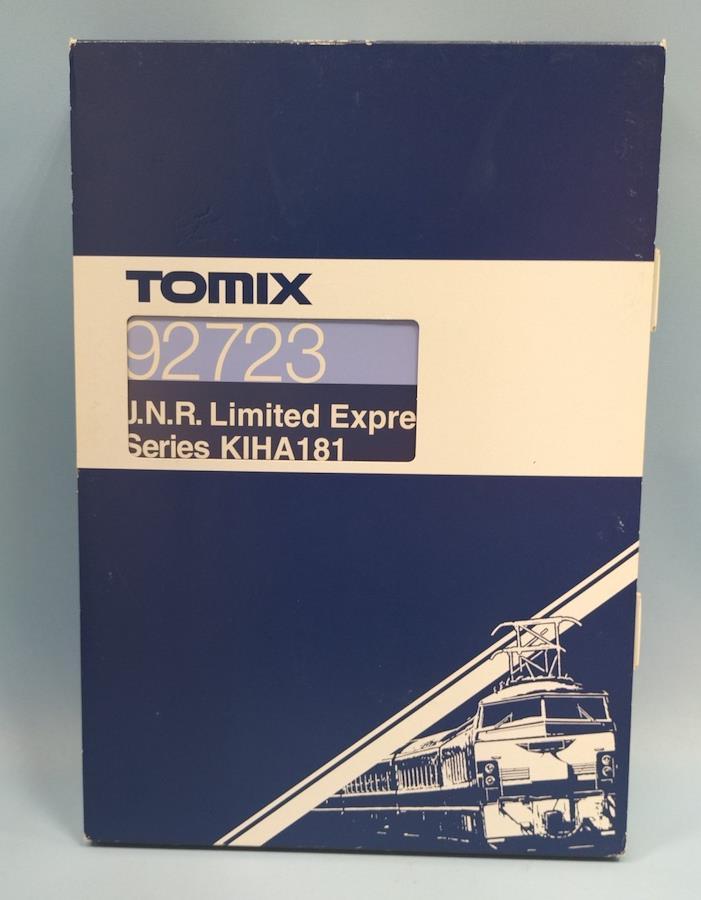 TOMIX
92723
J.N.R. Limited Expre
Series KIHA181